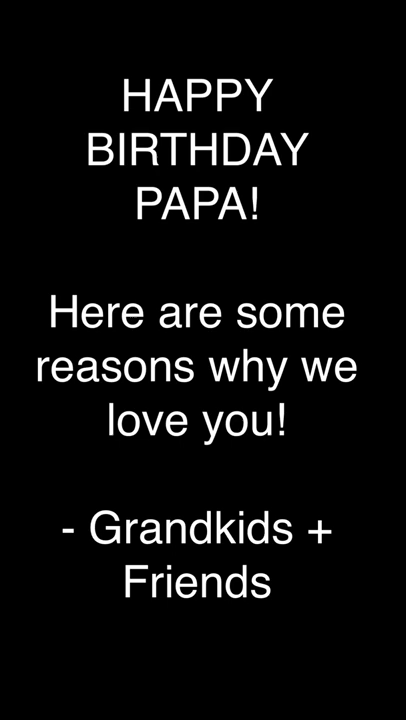 HAPPY
BIRTHDAY
PAPA!
Here are some
reasons why we
love you!
- Grandkids +
Friends